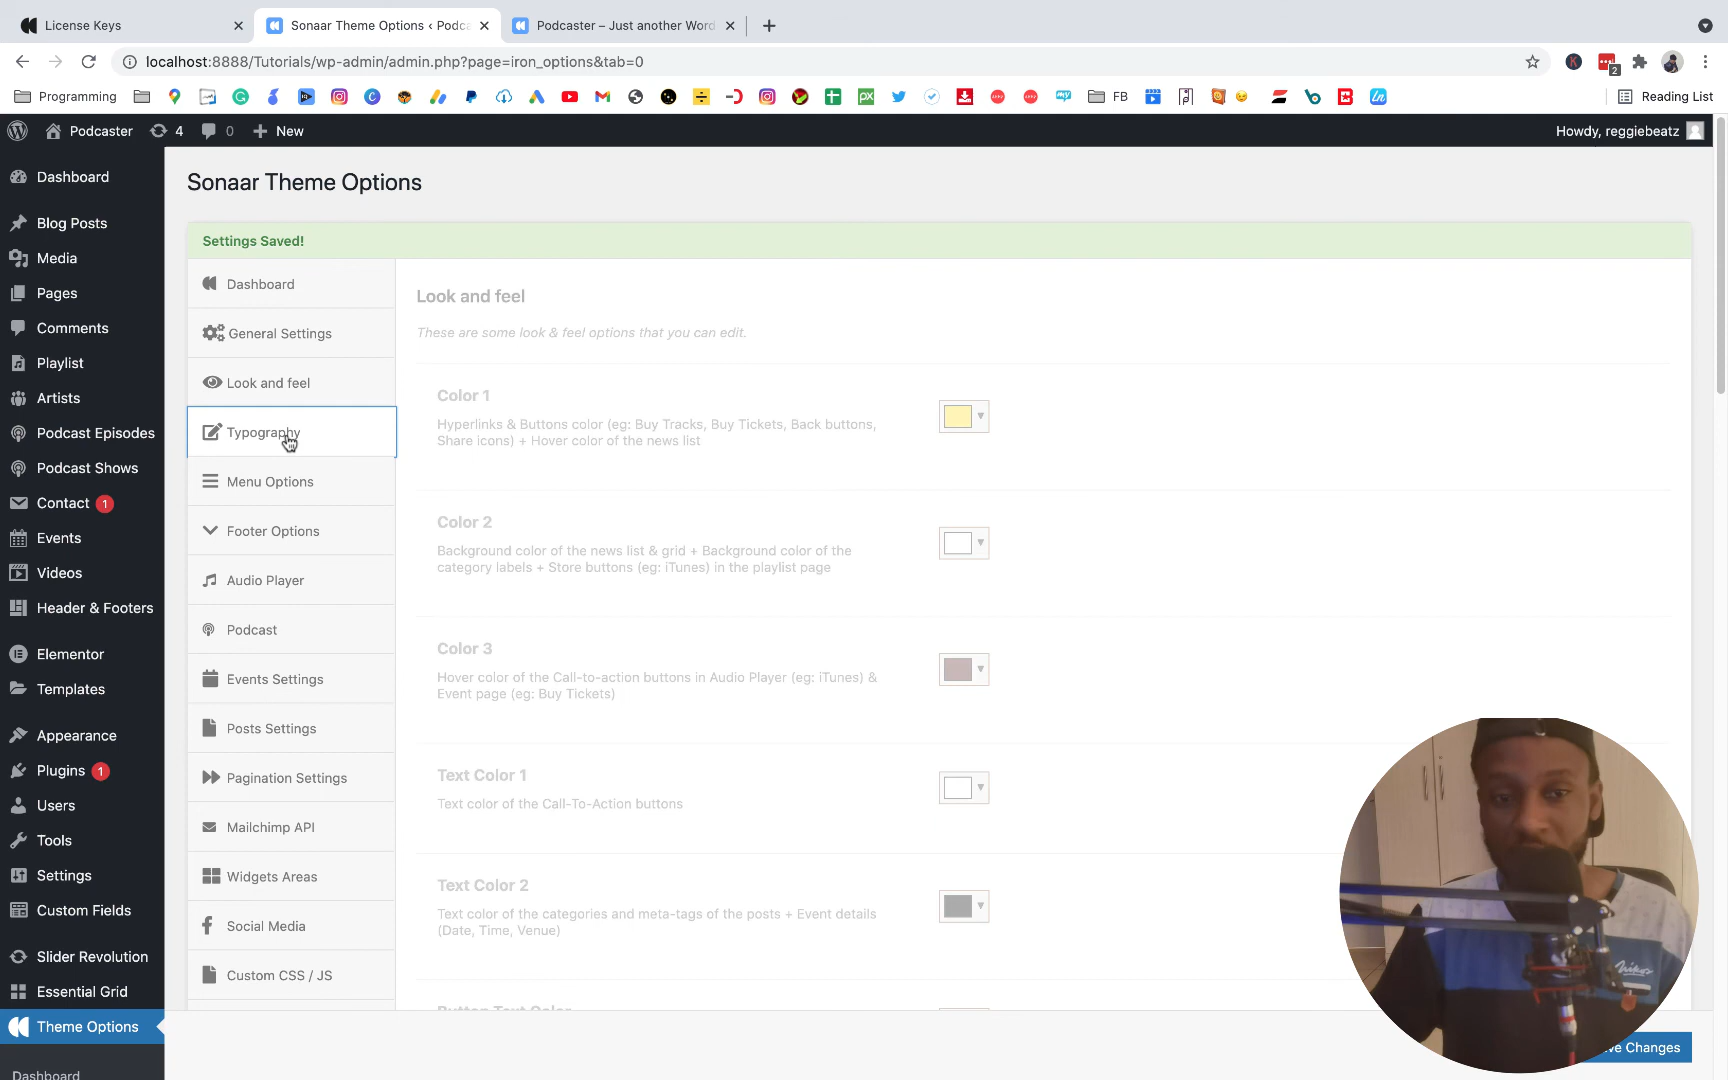 License Keys
Sonaar Theme Options ‹ Podca
Podcaster – Just another Word
localhost:8888/Tutorials/wp-admin/admin.php?page=iron_options&tab=0
2
Programming
FB
Reading List
Podcaster
4
0
New
Howdy, reggiebeatz
Dashboard
Blog Posts
Media
Pages
Comments
Playlist
Artists
Podcast Episodes
Podcast Shows
Contact 1
Events
Videos
Header & Footers
Elementor
Templates
Appearance
Plugins 1
Users
Tools
Settings
Custom Fields
Slider Revolution
Essential Grid
Theme Options
Dashboard
Sonaar Theme Options
Settings Saved!
Dashboard
General Settings
Look and feel
Typography
Menu Options
Footer Options
Audio Player
Podcast
Events Settings
Posts Settings
Pagination Settings
Mailchimp API
Widgets Areas
Social Media
Custom CSS / JS
Look and feel
These are some look & feel options that you can edit.
Color 1
Hyperlinks & Buttons color (eg: Buy Tracks, Buy Tickets, Back buttons,
Share icons) + Hover color of the news list
Color 2
Background color of the news list & grid + Background color of the
category labels + Store buttons (eg: iTunes) in the playlist page
Color 3
Hover color of the Call-to-action buttons in Audio Player (eg: iTunes) &
Event page (eg: Buy Tickets)
Text Color 1
Text color of the Call-To-Action buttons
Text Color 2
Text color of the categories and meta-tags of the posts + Event details
(Date, Time, Venue)
Button Text Color
Changes